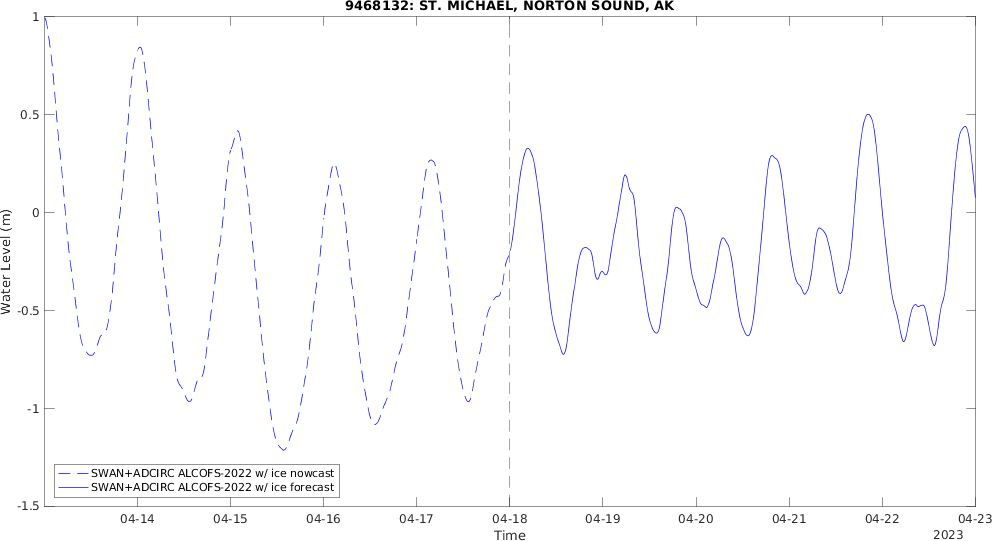 9468132: ST. MICHAEL, NORTON SOUND, AK
1
0.5
0
-0.5
-1
-1.5
Water Level (m)
SWAN+ADCIRC ALCOFS-2022 w/ ice nowcast
SWAN+ADCIRC ALCOFS-2022 w/ ice forecast
04-14 04-15 04-16 04-17 04-18 04-19 04-20 04-21 04-22 04-23
Time
2023